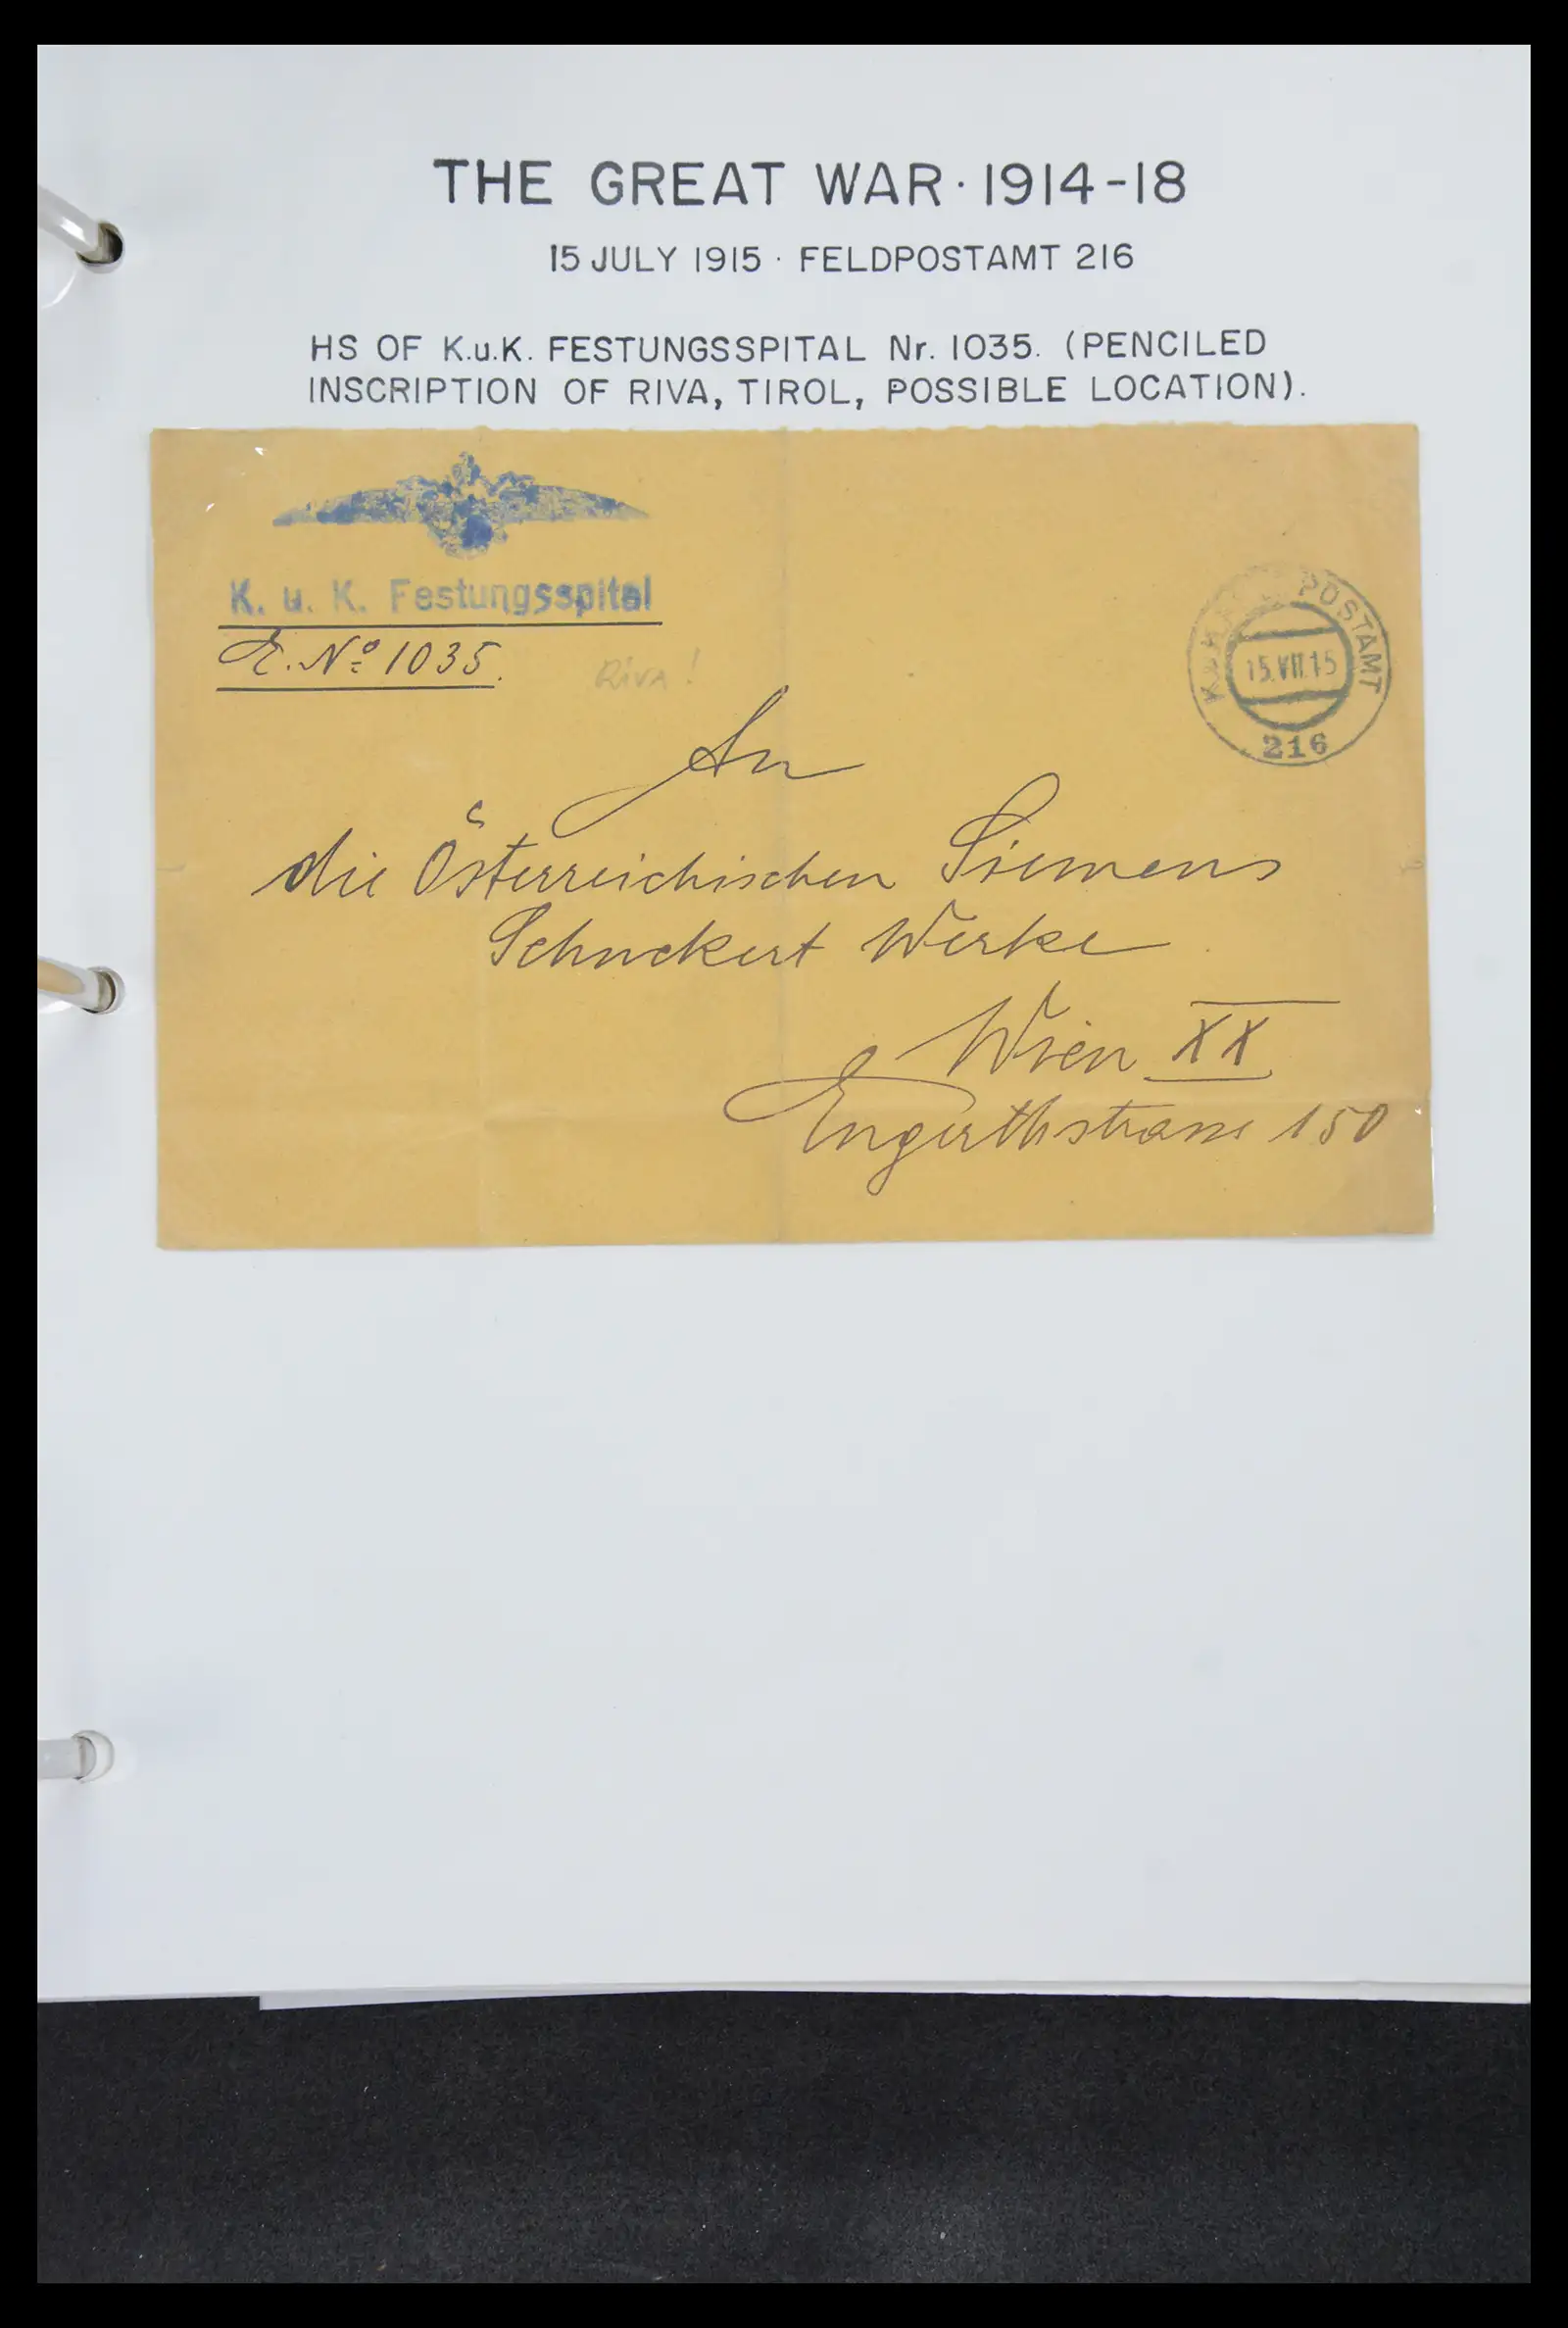 THE GREAT WAR · 1914-18
15 JULY 1915 · FELDPOSTAMT 216
HS OF K.u.K. FESTUNGSSPITAL Nr. 1035. (PENCILED
INSCRIPTION OF RIVA, TIROL, POSSIBLE LOCATION).
K. u. K. Festungsspital
E. Nº 1035.
Riva!
POSTAMT
15.VII.15
216
An
die Österreichischen Siemens
Schuckert Werke
Wien XX
Engerthstrasse 150